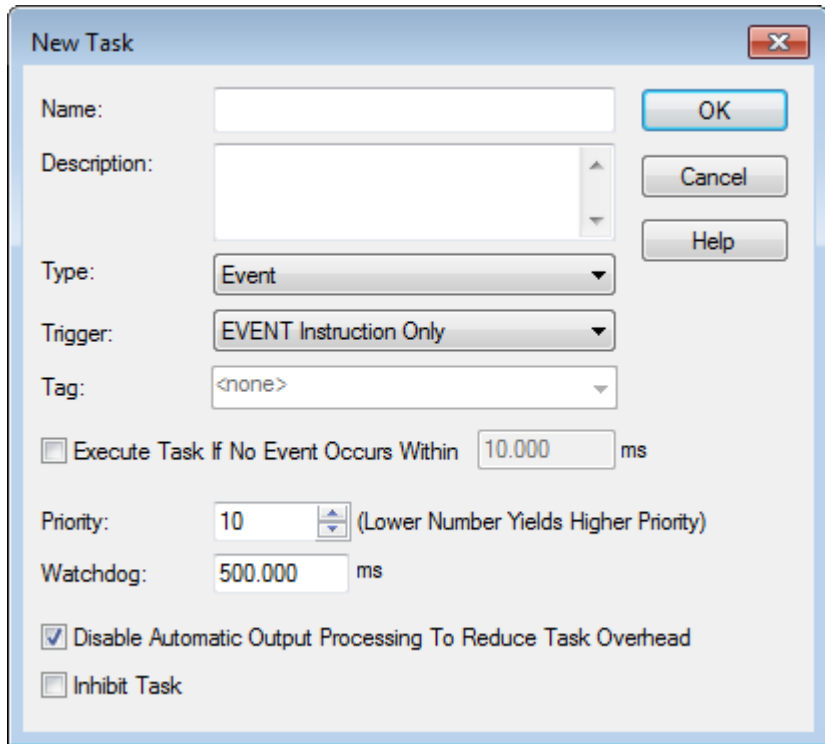 New Task
Name:
OK
Description:
Cancel
Help
Type: Event
Trigger: EVENT Instruction Only
Tag: <none>
Execute Task If No Event Occurs Within 10.000 ms
Priority: 10 (Lower Number Yields Higher Priority)
Watchdog: 500.000 ms
Disable Automatic Output Processing To Reduce Task Overhead
Inhibit Task